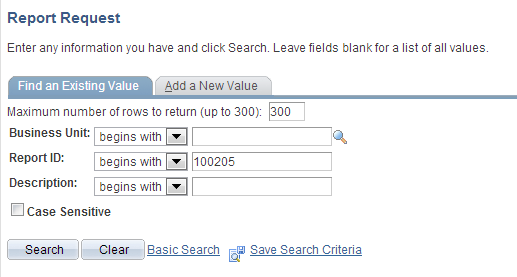 Report Request
Enter any information you have and click Search. Leave fields blank for a list of all values.
Find an Existing Value Add a New Value
Maximum number of rows to return (up to 300): 300
Business Unit: begins with
Report ID: begins with 100205
Description: begins with
Case Sensitive
Search Clear Basic Search Save Search Criteria